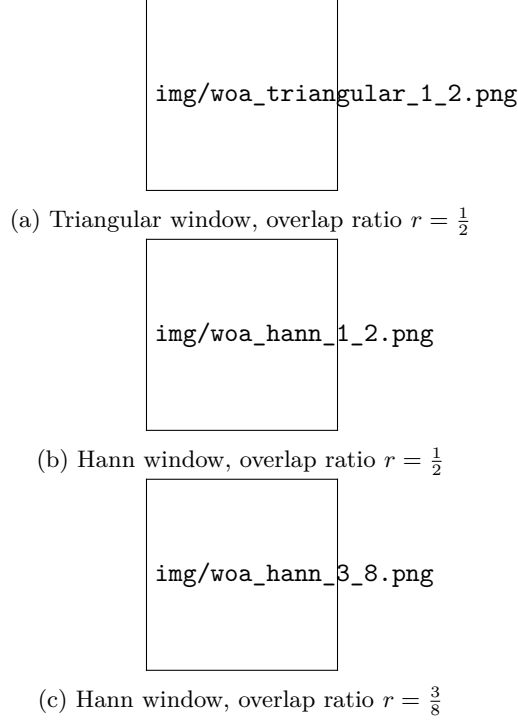 img/woa_triangular_1_2.png
(a) Triangular window, overlap ratio r = 1/2
img/woa_hann_1_2.png
(b) Hann window, overlap ratio r = 1/2
img/woa_hann_3_8.png
(c) Hann window, overlap ratio r = 3/8